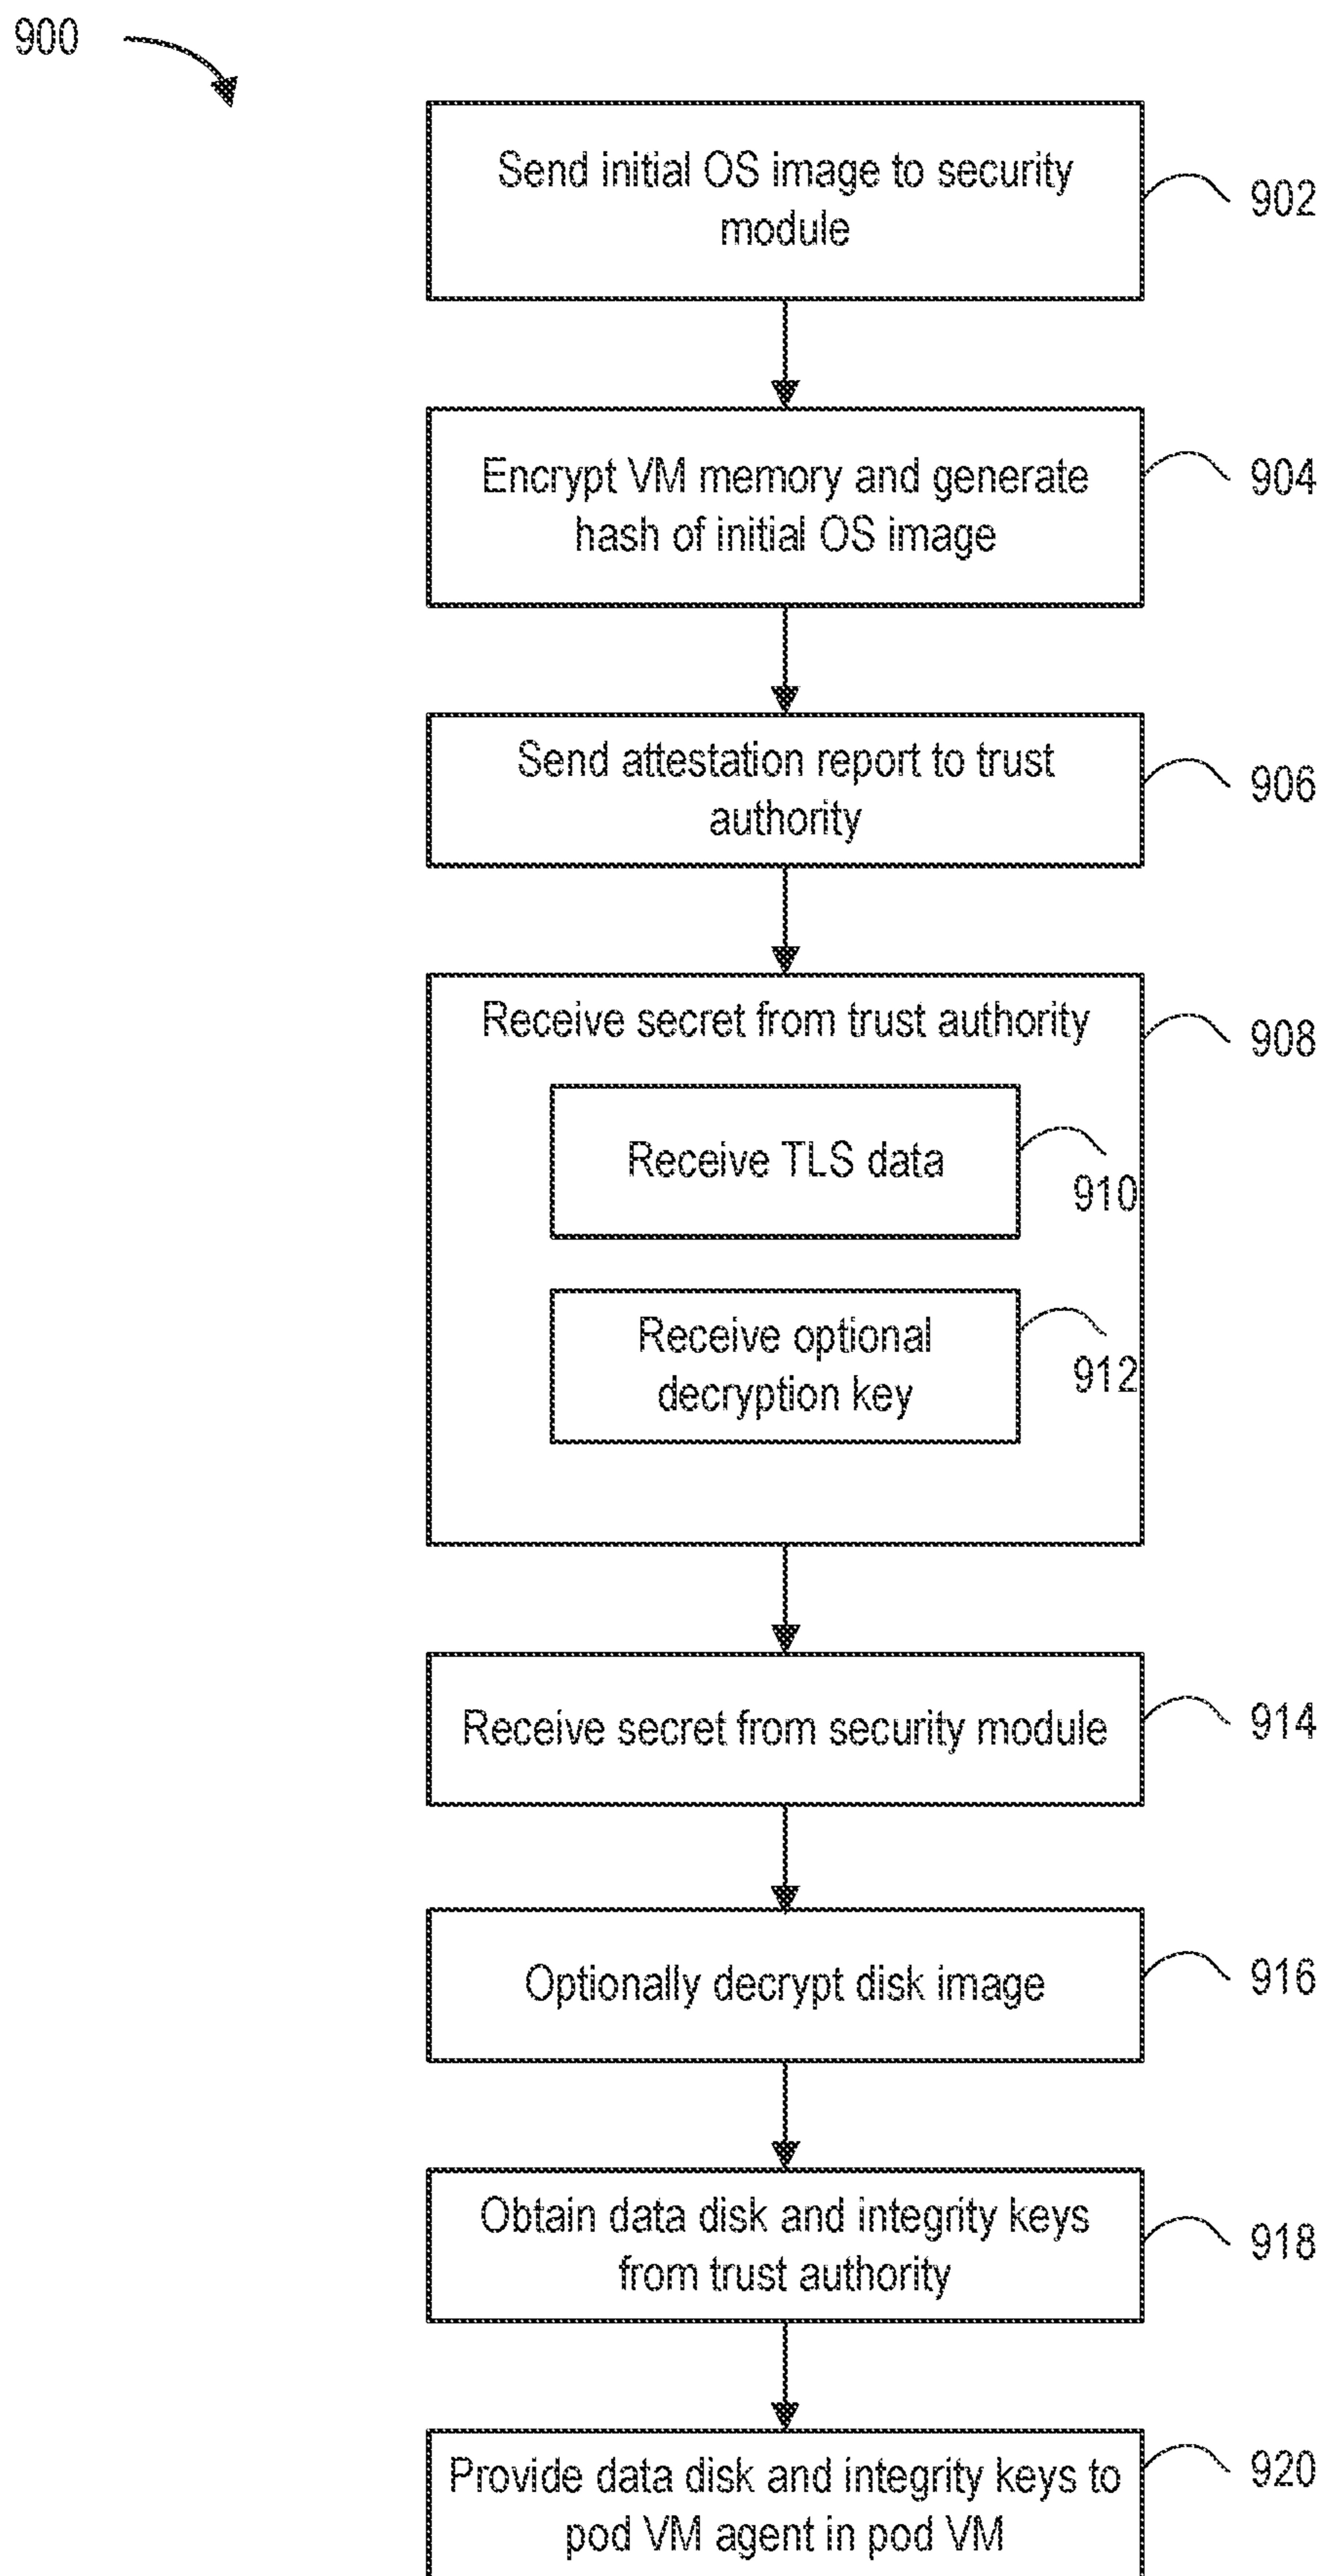 900
Send initial OS image to security
module
902
Encrypt VM memory and generate
hash of initial OS image
904
Send attestation report to trust
authority
906
Receive secret from trust authority
908
Receive TLS data
910
Receive optional
decryption key
912
Receive secret from security module
914
Optionally decrypt disk image
916
Obtain data disk and integrity keys
from trust authority
918
Provide data disk and integrity keys to
pod VM agent in pod VM
920